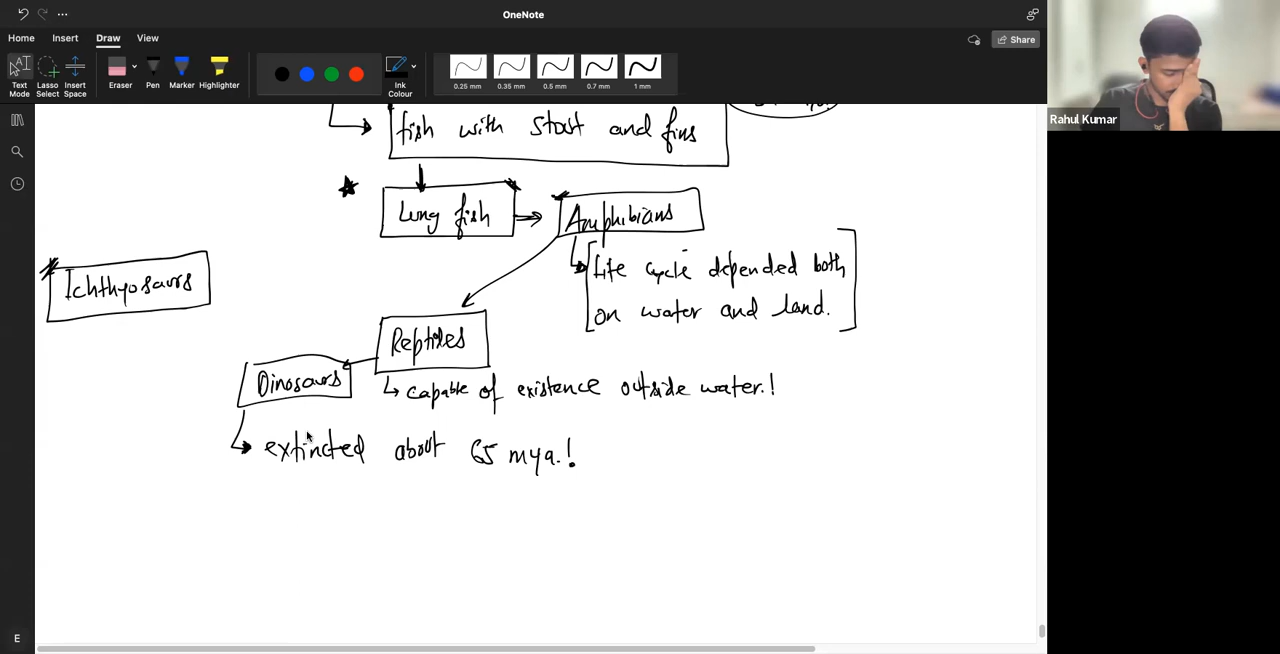 OneNote
Home Insert Draw View
Share
Text Mode
Lasso Select
Insert Space
Eraser
Pen
Marker
Highlighter
Ink Colour
0.25 mm
0.35 mm
0.5 mm
0.7 mm
1 mm
Rahul Kumar
fish with stout and fins
Lung fish
Amphibians
Life cycle depended both
on water and land.
Ichthyosaurs
Reptiles
Dinosaurs
capable of existence outside water.!
extincted about 65 mya.!
E